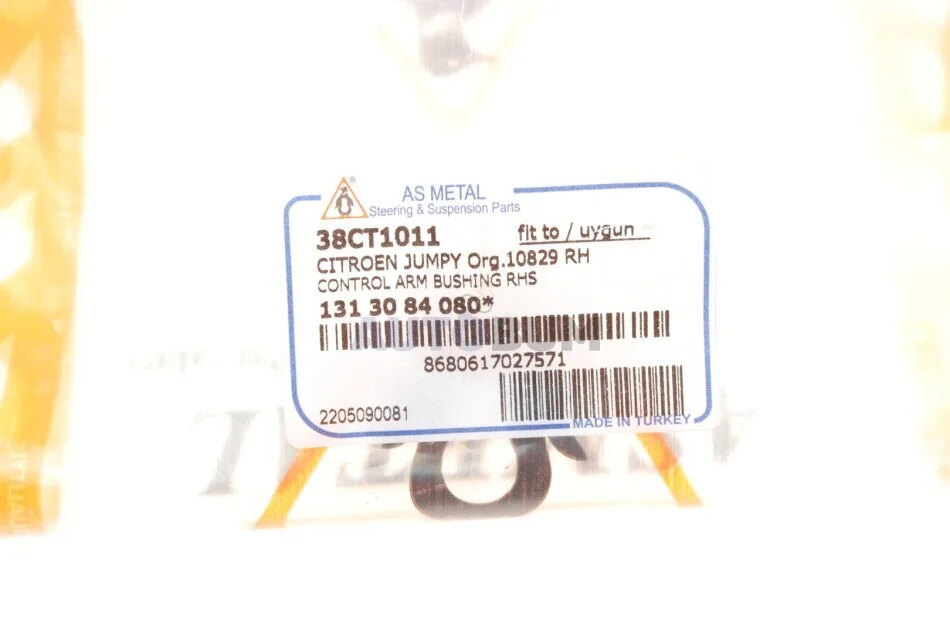 AS METAL
Steering & Suspension Parts
38CT1011
fit to / uygun
CITROEN JUMPY Org.10829 RH
CONTROL ARM BUSHING RHS
131 30 84 080*
AUTODOM
8680617027571
2205090081
MADE IN TURKEY